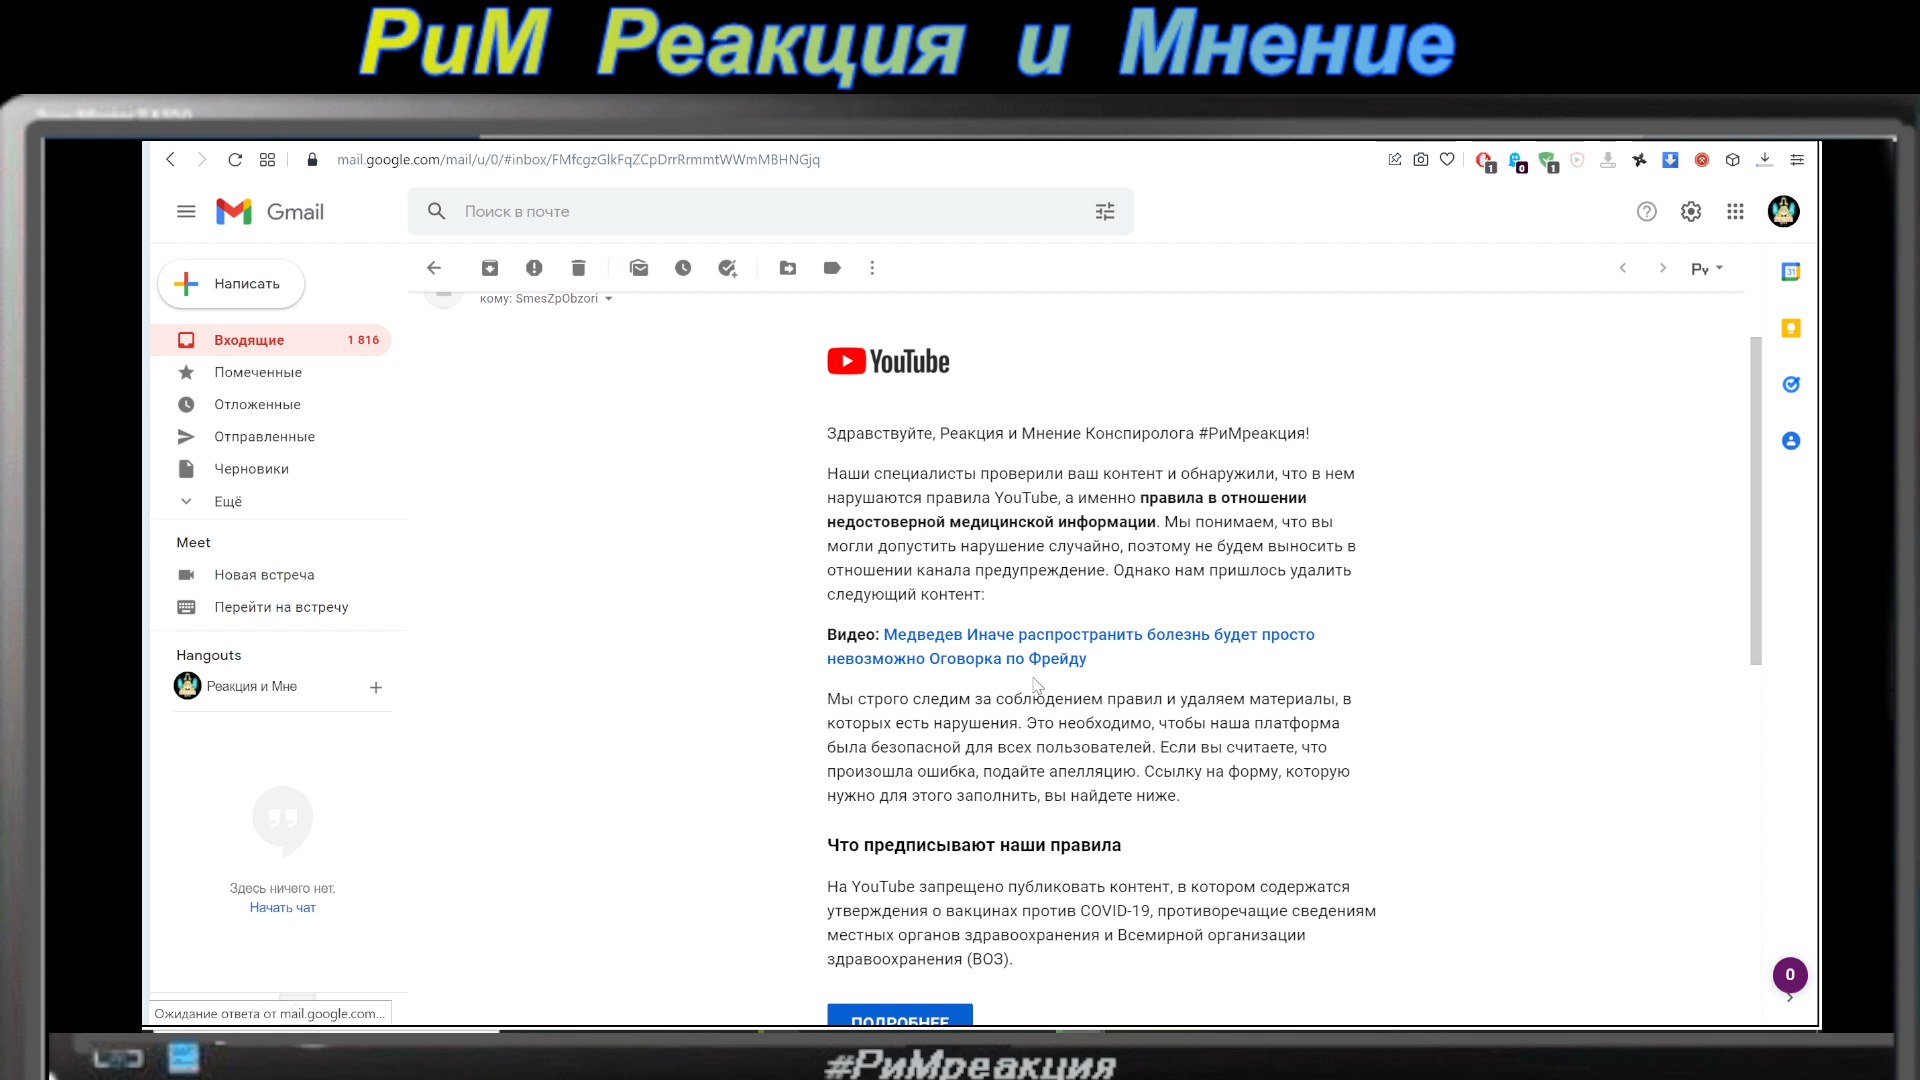 РиМ Реакция и Мнение
mail.google.com/mail/u/0/#inbox/FMfcgzGlkFqZCpDrrRrmmtWWmMBHNGjq
1
0
1
Gmail
Поиск в почте
Написать
Ру
31
кому: SmesZpObzori
Входящие 1 816
Помеченные
Отложенные
Отправленные
Черновики
Ещё
Meet
Новая встреча
Перейти на встречу
Hangouts
Реакция и Мне
Здесь ничего нет.
Начать чат
Ожидание ответа от mail.google.com...
YouTube
Здравствуйте, Реакция и Мнение Конспиролога #РиМреакция!
Наши специалисты проверили ваш контент и обнаружили, что в нем
нарушаются правила YouTube, а именно правила в отношении
недостоверной медицинской информации. Мы понимаем, что вы
могли допустить нарушение случайно, поэтому не будем выносить в
отношении канала предупреждение. Однако нам пришлось удалить
следующий контент:
Видео: Медведев Иначе распространить болезнь будет просто
невозможно Оговорка по Фрейду
Мы строго следим за соблюдением правил и удаляем материалы, в
которых есть нарушения. Это необходимо, чтобы наша платформа
была безопасной для всех пользователей. Если вы считаете, что
произошла ошибка, подайте апелляцию. Ссылку на форму, которую
нужно для этого заполнить, вы найдете ниже.
Что предписывают наши правила
На YouTube запрещено публиковать контент, в котором содержатся
утверждения о вакцинах против COVID-19, противоречащие сведениям
местных органов здравоохранения и Всемирной организации
здравоохранения (ВОЗ).
ПОДРОБНЕЕ
0
#РиМреакция